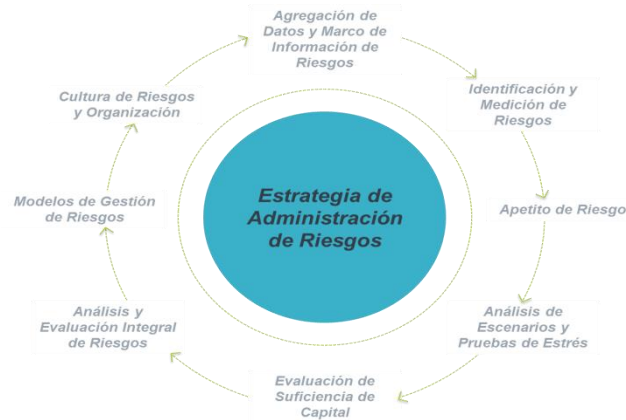 Agregación de
Datos y Marco de
Información de
Riesgos
Identificación y
Medición de
Riesgos
Apetito de Riesgo
Análisis de
Escenarios y
Pruebas de Estrés
Evaluación de
Suficiencia de
Capital
Análisis y
Evaluación Integral
de Riesgos
Modelos de Gestión
de Riesgos
Cultura de Riesgos
y Organización
Estrategia de
Administración
de Riesgos